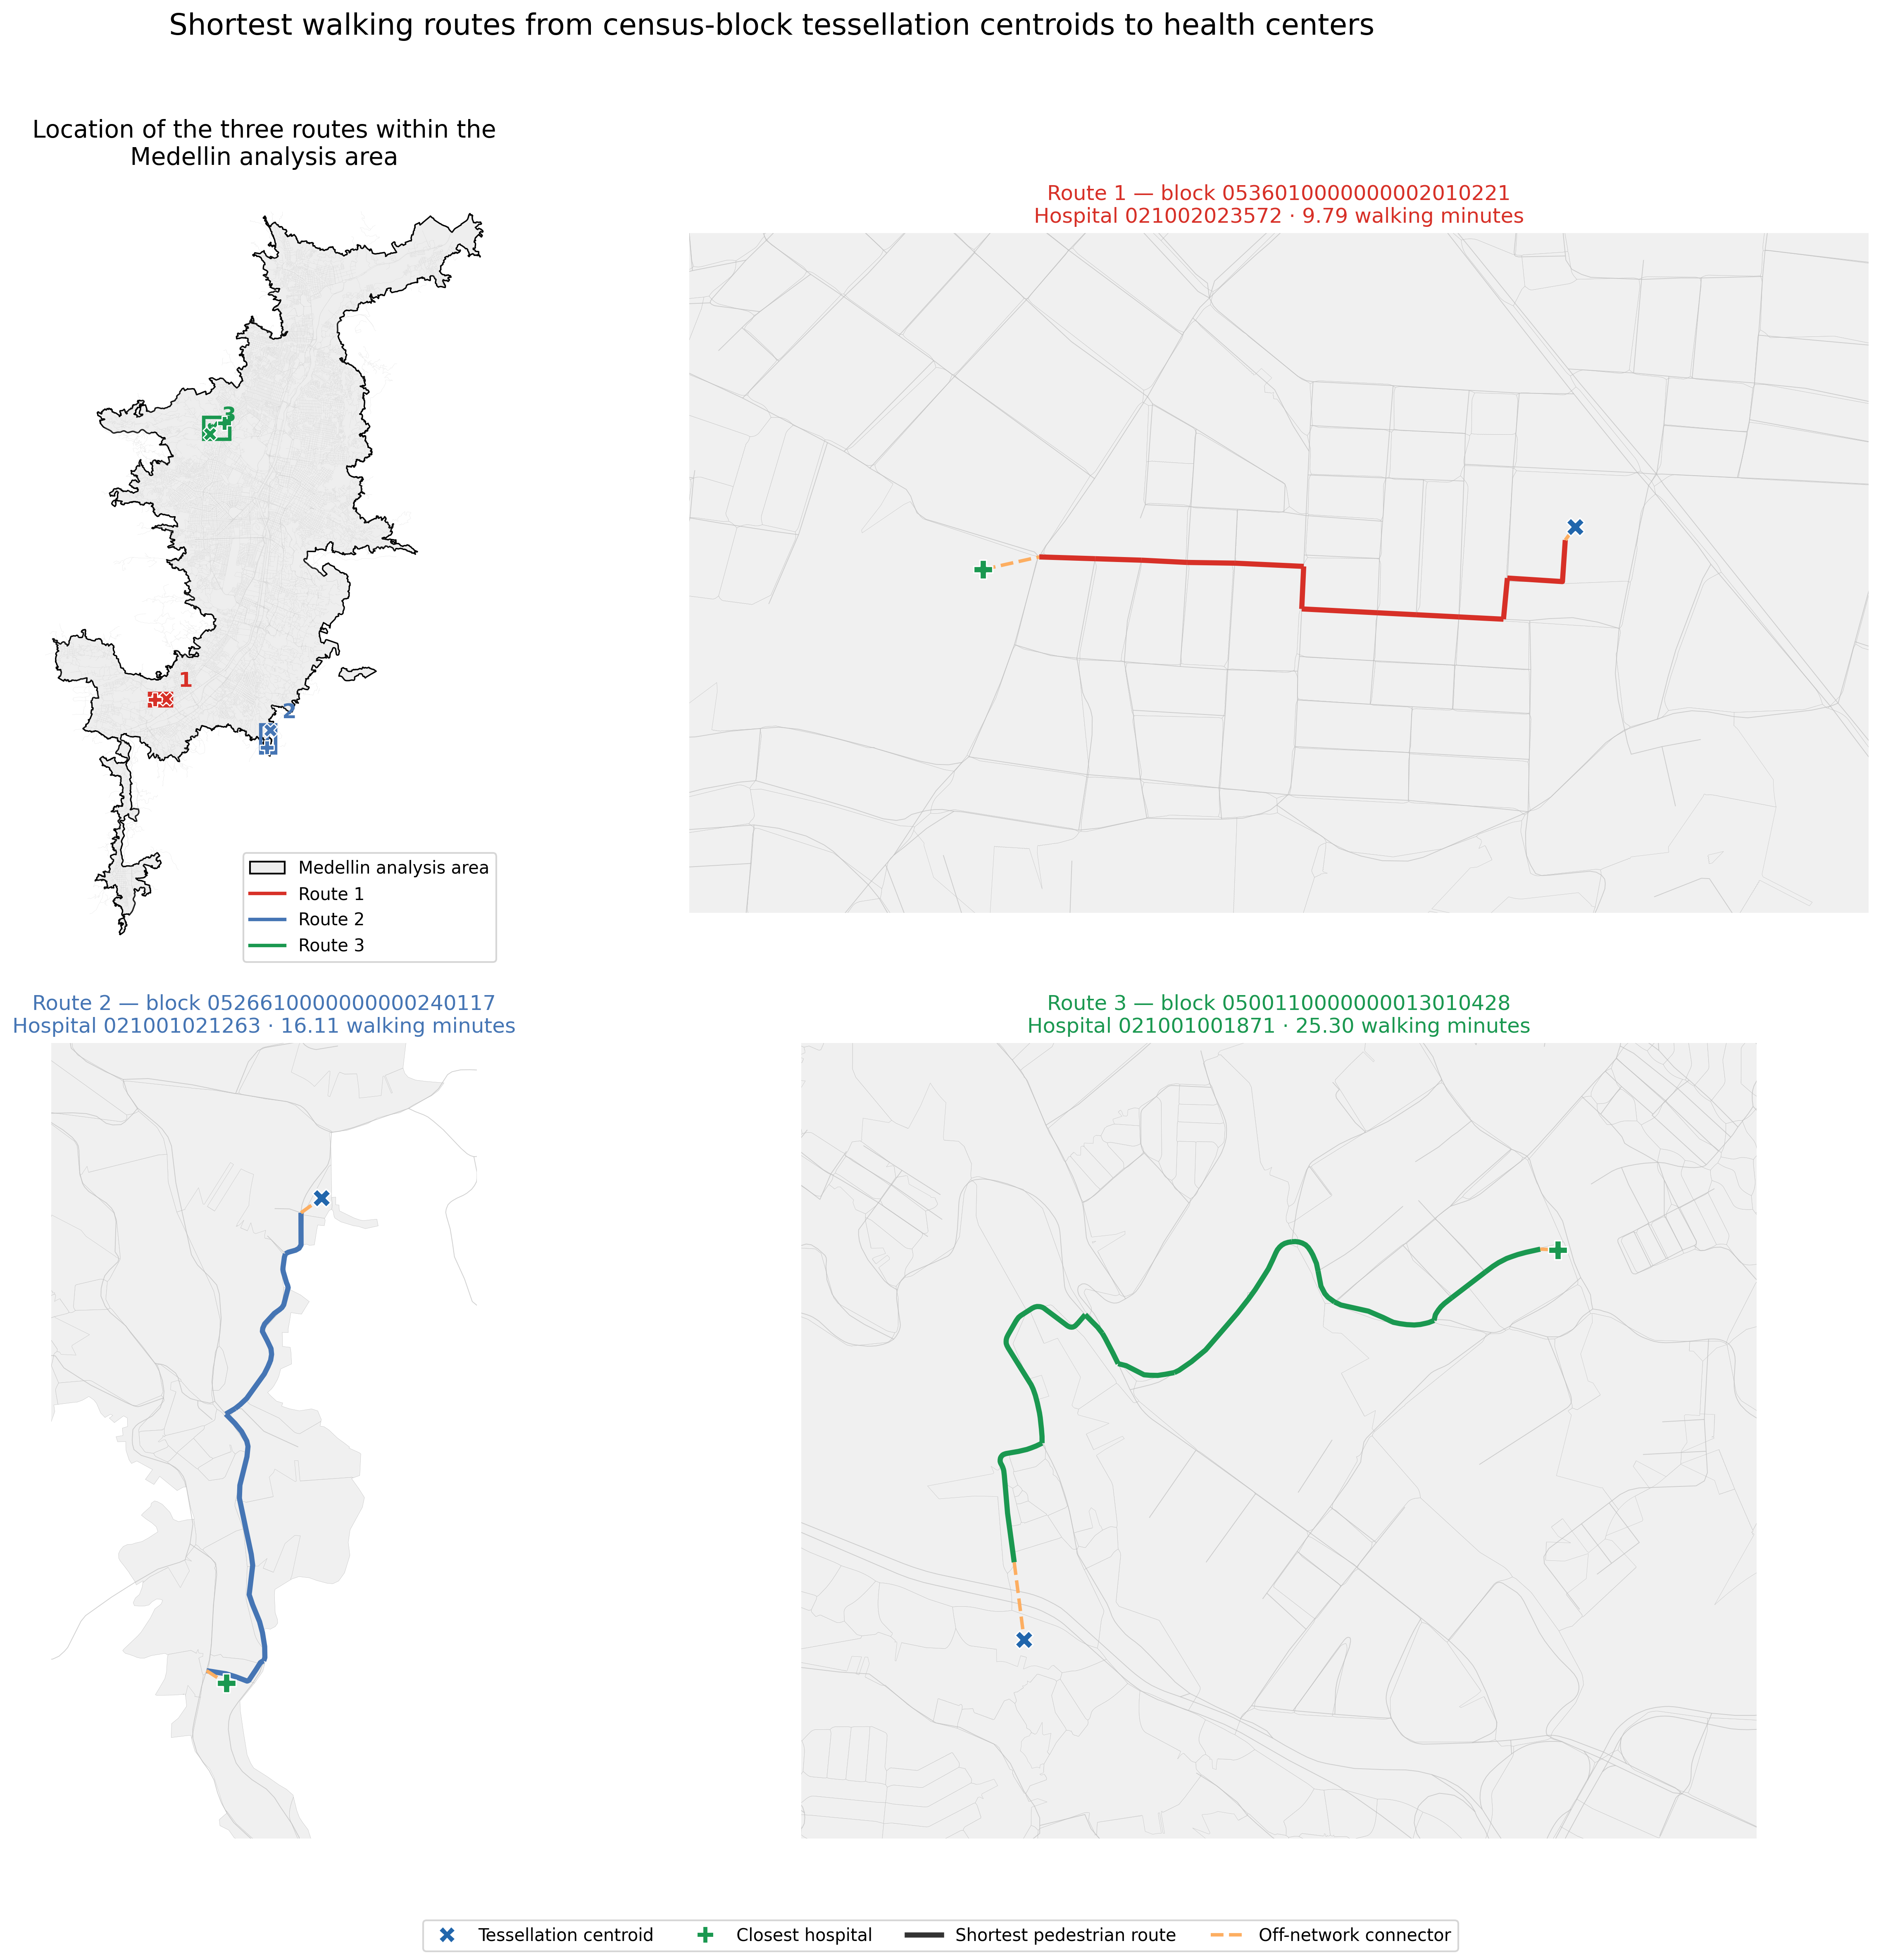 Shortest walking routes from census-block tessellation centroids to health centers
Location of the three routes within the
Medellin analysis area
3
1
2
Medellin analysis area
Route 1
Route 2
Route 3
Route 1 — block 0536010000000002010221
Hospital 021002023572 · 9.79 walking minutes
Route 2 — block 0526610000000000240117
Hospital 021001021263 · 16.11 walking minutes
Route 3 — block 0500110000000013010428
Hospital 021001001871 · 25.30 walking minutes
Tessellation centroid
Closest hospital
Shortest pedestrian route
Off-network connector